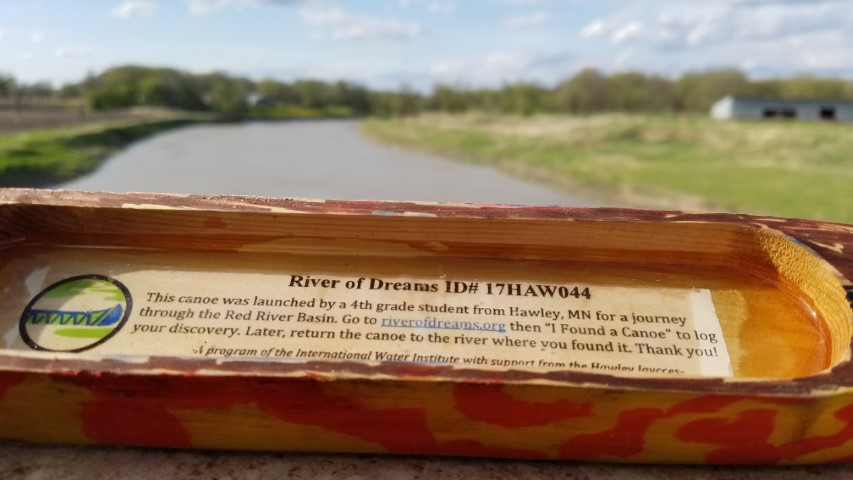 River of Dreams ID# 17HAW044
This canoe was launched by a 4th grade student from Hawley, MN for a journey
through the Red River Basin. Go to riverofdreams.org then "I Found a Canoe" to log
your discovery. Later, return the canoe to the river where you found it. Thank you!
A program of the International Water Institute with support from the Hawley Jaycees-